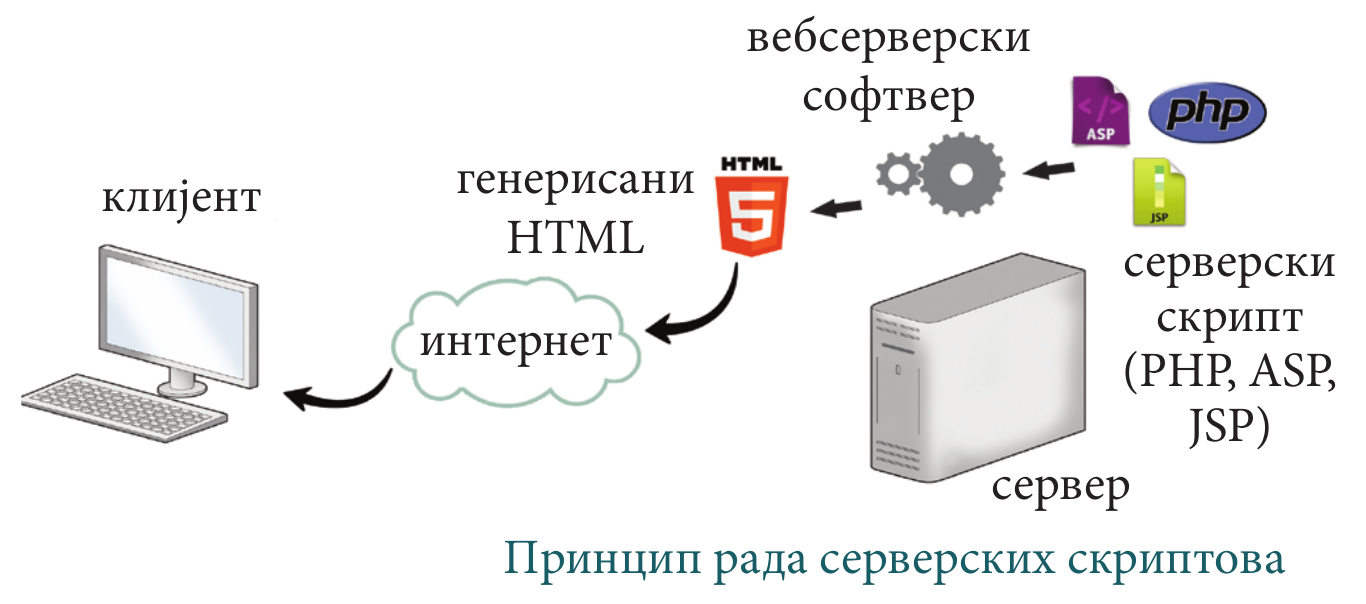 вебсерверски
софтвер
ASP
php
HTML
5
JSP
генерисани
HTML
клијент
интернет
серверски
скрипт
(PHP, ASP,
JSP)
сервер
Принцип рада серверских скриптова